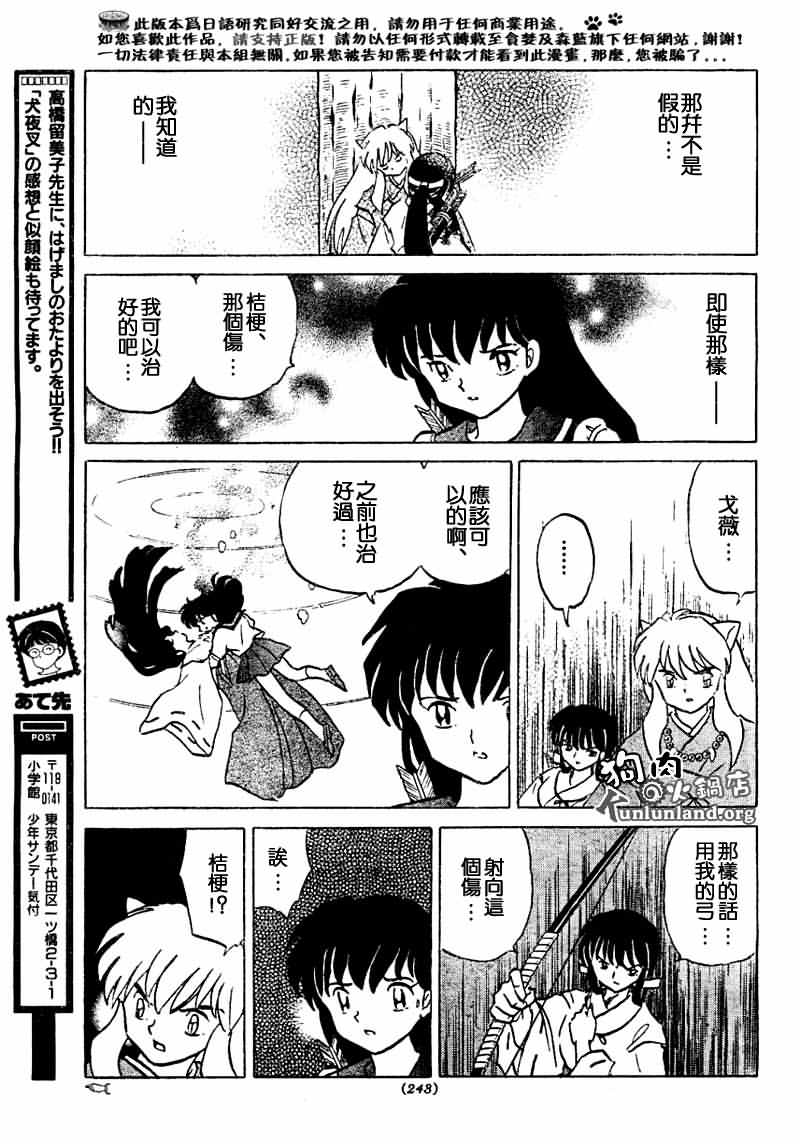 此版本爲日語研究同好交流之用，請勿用于任何商業用途。
如您喜歡此作品，請支持正版！請勿以任何形式轉載至貪婪及森藍旗下任何網站，謝謝！
一切法律責任與本組無關，如果您被告知需要付款才能看到此漫畫，那麼，您被騙了...
那幷不是
假的…
我知道
的——
即使那樣——
桔梗、
那個傷…
我可以治
好的吧…
戈薇…
……
應該可
以的啊、
之前也治
好過…
狗肉の火鍋店
Kunlunland.org
那樣的話…
用我的弓…
射向這
個傷…
誒…
桔梗!?
高橋留美子先生に、はげましのおたよりを出そう!!
「犬夜叉」の感想と似顔絵も待ってます。
あて先
POST
〒119-0141 東京都千代田区一ツ橋2-3-1
小学館 少年サンデー気付
(243)